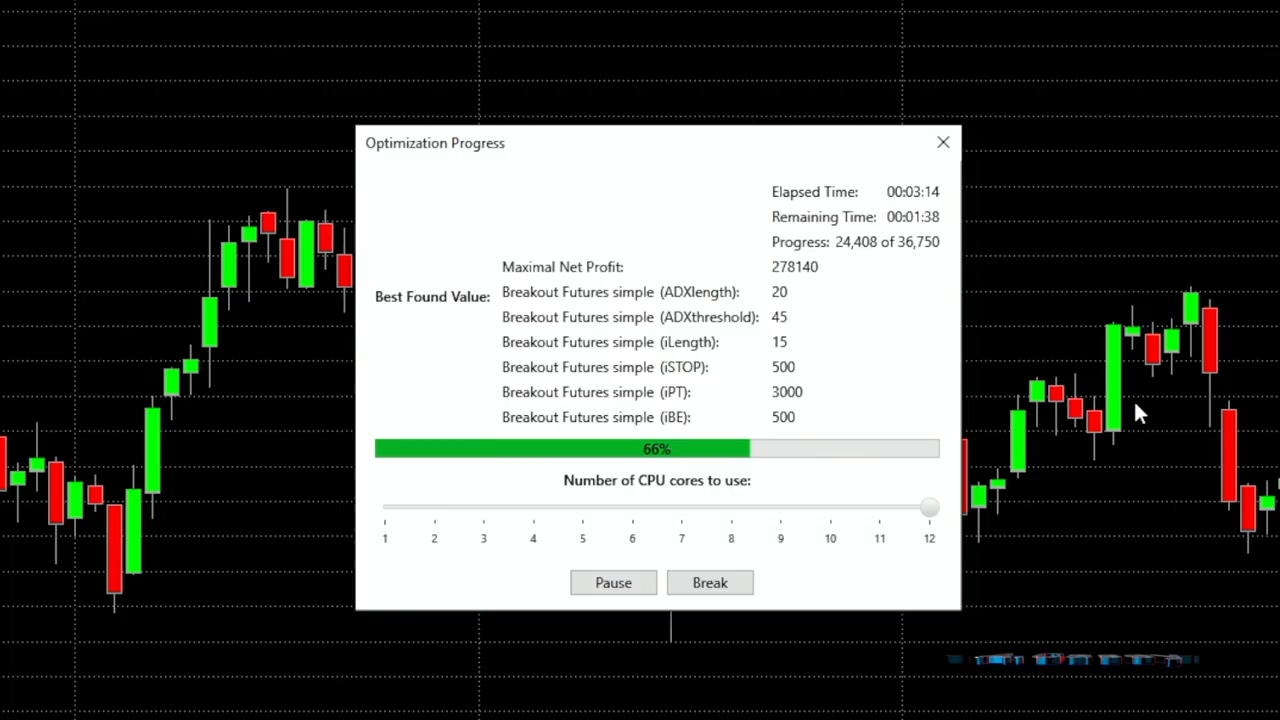 Optimization Progress
Elapsed Time: 00:03:14
Remaining Time: 00:01:38
Progress: 24,408 of 36,750
Maximal Net Profit: 278140
Best Found Value:
Breakout Futures simple (ADXlength): 20
Breakout Futures simple (ADXthreshold): 45
Breakout Futures simple (iLength): 15
Breakout Futures simple (iSTOP): 500
Breakout Futures simple (iPT): 3000
Breakout Futures simple (iBE): 500
66%
Number of CPU cores to use:
1 2 3 4 5 6 7 8 9 10 11 12
Pause Break